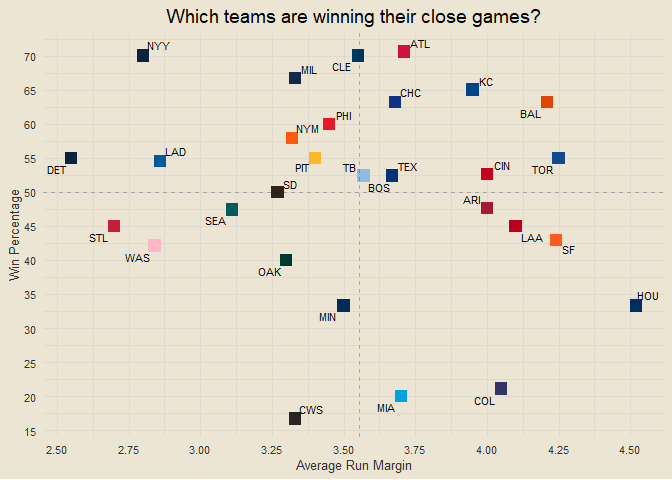 Which teams are winning their close games?
NYY
ATL
CLE
MIL
KC
CHC
BAL
PHI
NYM
LAD
DET
PIT
TB
TEX
CIN
TOR
BOS
SD
ARI
SEA
STL
LAA
WAS
SF
OAK
MIN
HOU
COL
MIA
CWS
Win Percentage
70
65
60
55
50
45
40
35
30
25
20
15
2.50 2.75 3.00 3.25 3.50 3.75 4.00 4.25 4.50
Average Run Margin